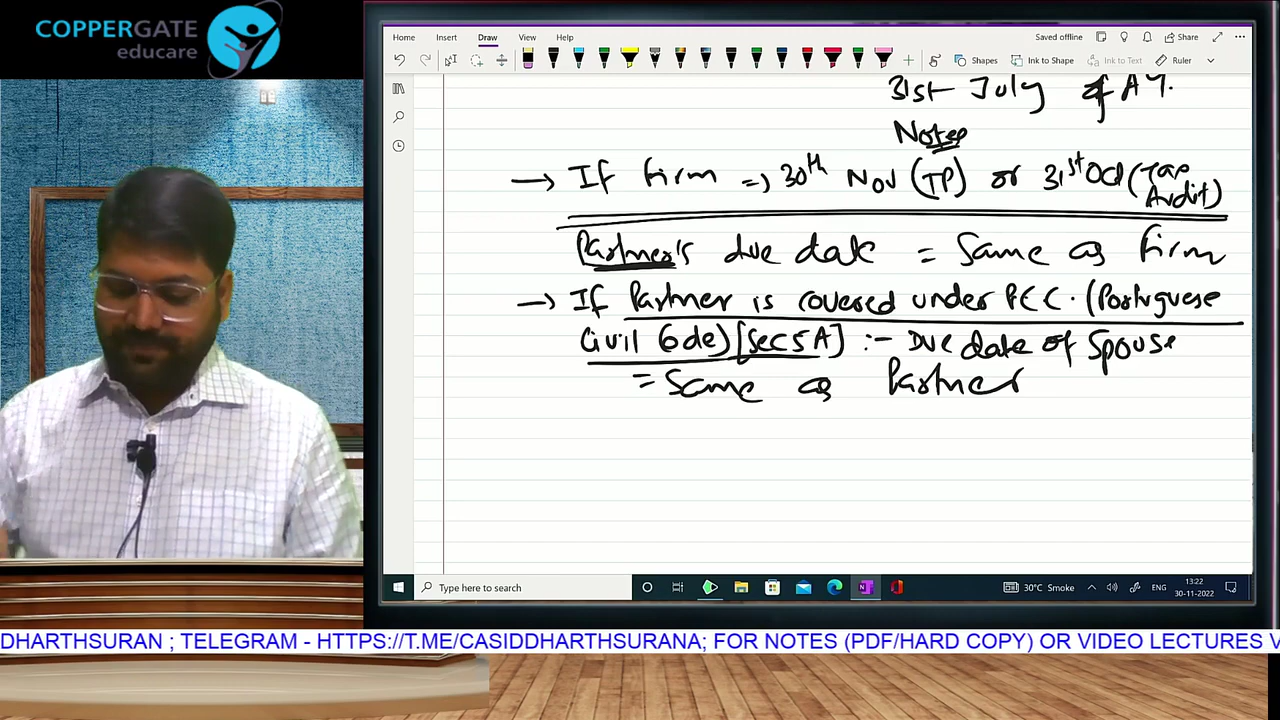 COPPERGATE
educare
Home Insert Draw View Help
Saved offline
Share
Shapes Ink to Shape Ink to Text Ruler
31st July of AY.
Notes
→ If firm => 30th Nov (TP) or 31st Oct (Tax Audit)
Partner's due date = Same as firm
→ If Partner is covered under PCC. (Portuguese
Civil Code) [Sec 5A] :- Due date of Spouse
= Same as Partner
Type here to search
30°C Smoke
ENG
13:22
30-11-2022
DHARTHSURAN ; TELEGRAM - HTTPS://T.ME/CASIDDHARTHSURANA; FOR NOTES (PDF/HARD COPY) OR VIDEO LECTURES V